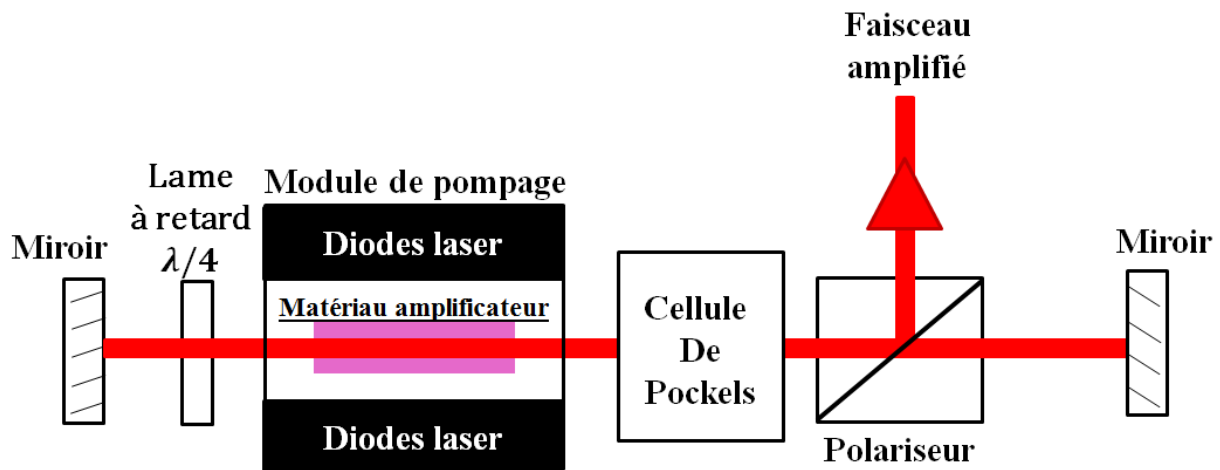 Faisceau
amplifié
Lame
à retard
λ/4
Module de pompage
Miroir
Miroir
Diodes laser
Matériau amplificateur
Cellule
De
Pockels
Diodes laser
Polariseur